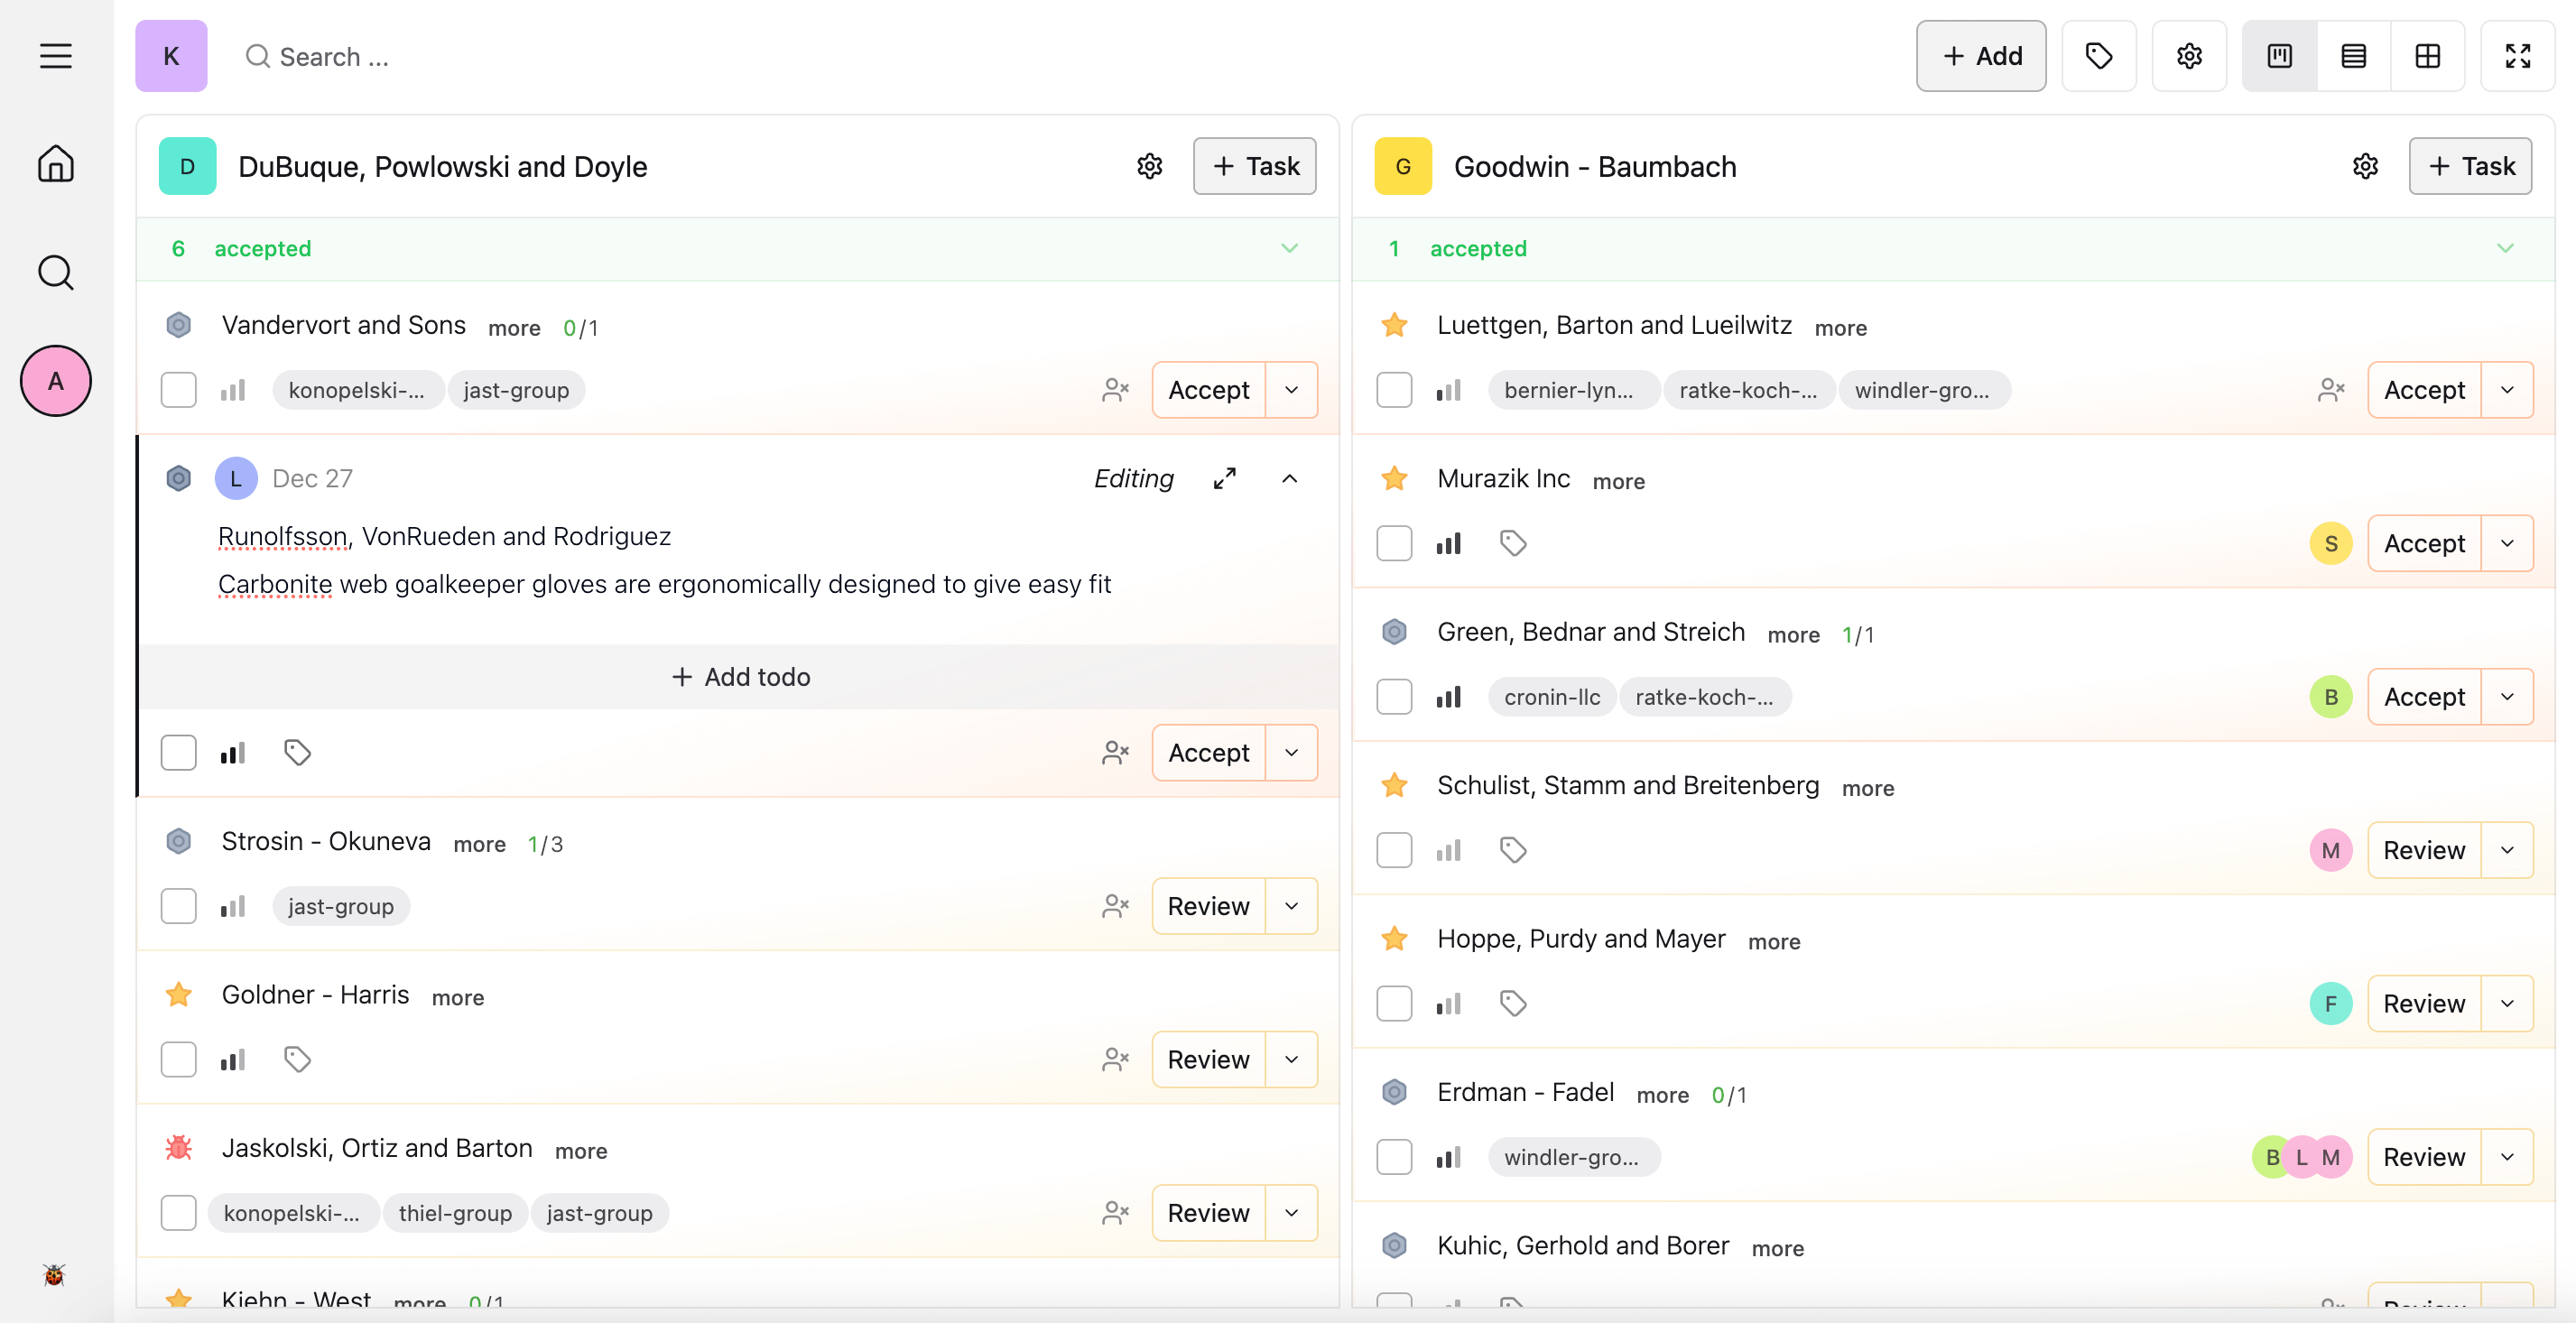 K Search ... + Add
A
D DuBuque, Powlowski and Doyle + Task
6 accepted
Vandervort and Sons more 0/1
konopelski-... jast-group Accept
L Dec 27 Editing
Runolfsson, VonRueden and Rodriguez
Carbonite web goalkeeper gloves are ergonomically designed to give easy fit
+ Add todo
Accept
Strosin - Okuneva more 1/3
jast-group Review
Goldner - Harris more
Review
Jaskolski, Ortiz and Barton more
konopelski-... thiel-group jast-group Review
Kiehn - West more 0/1
G Goodwin - Baumbach + Task
1 accepted
Luettgen, Barton and Lueilwitz more
bernier-lyn... ratke-koch-... windler-gro... Accept
Murazik Inc more
S Accept
Green, Bednar and Streich more 1/1
cronin-llc ratke-koch-... B Accept
Schulist, Stamm and Breitenberg more
M Review
Hoppe, Purdy and Mayer more
F Review
Erdman - Fadel more 0/1
windler-gro... B L M Review
Kuhic, Gerhold and Borer more
Review